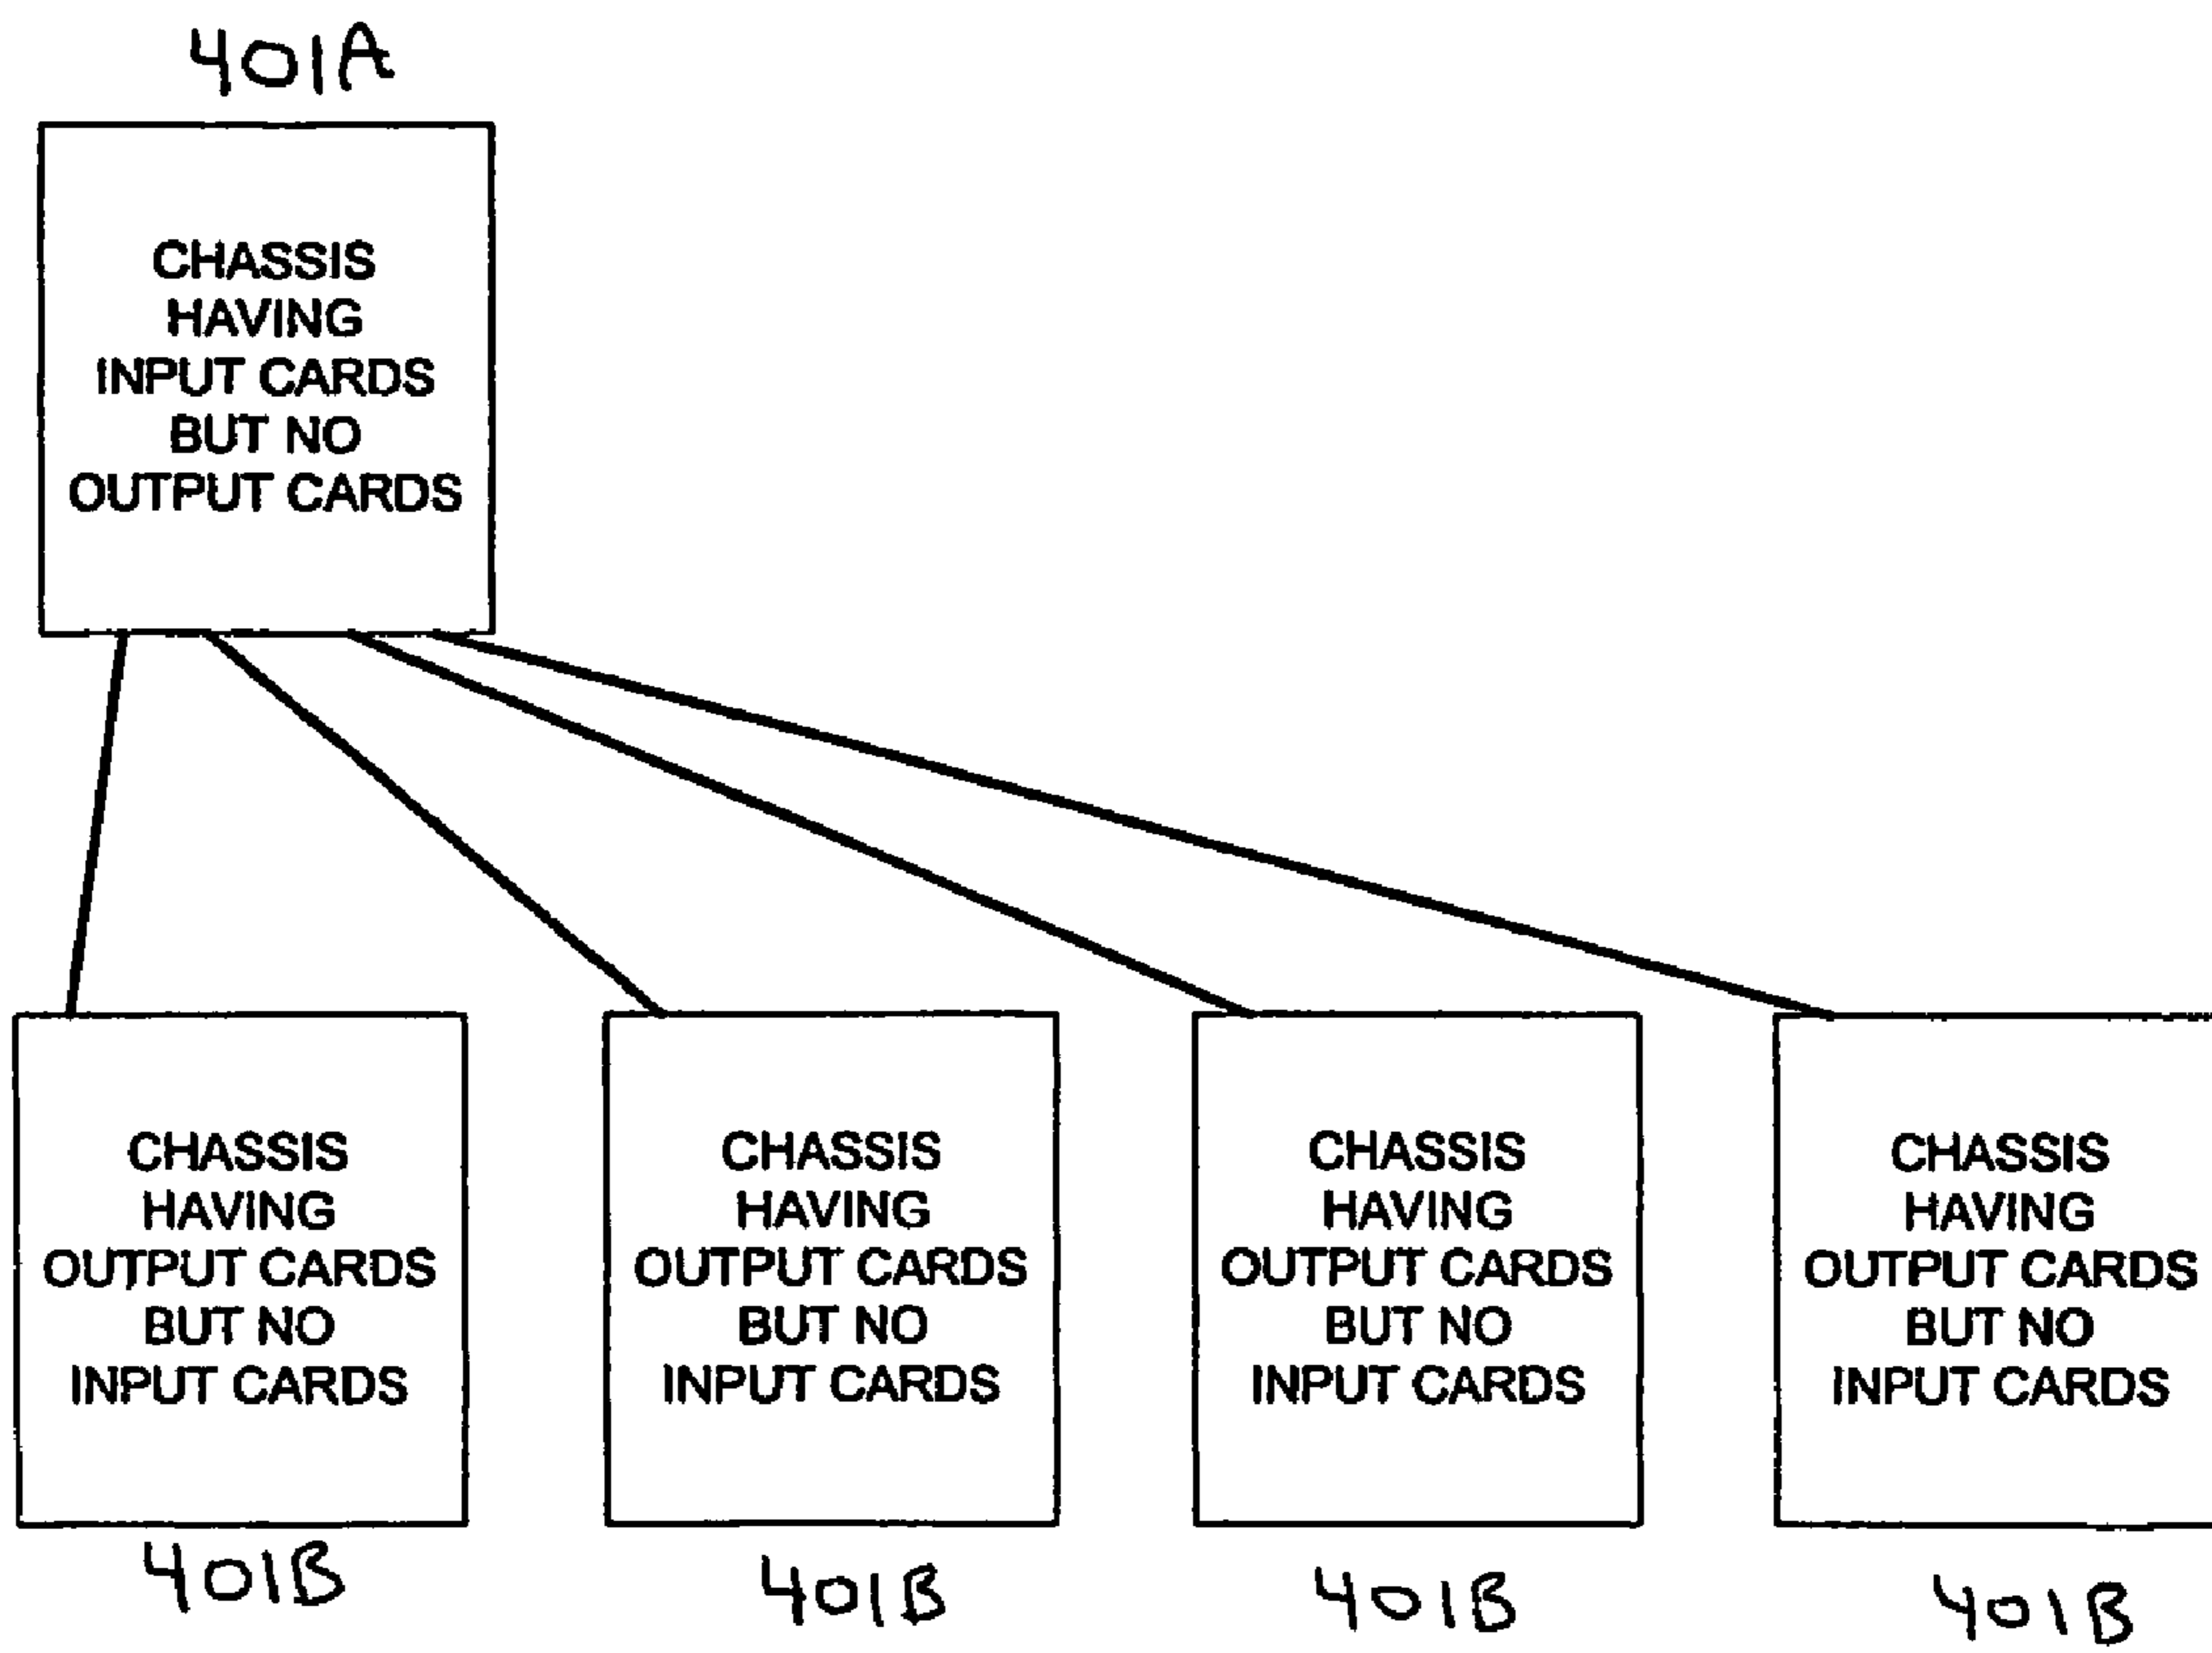 401A
CHASSIS
HAVING
INPUT CARDS
BUT NO
OUTPUT CARDS
CHASSIS
HAVING
OUTPUT CARDS
BUT NO
INPUT CARDS
401B
CHASSIS
HAVING
OUTPUT CARDS
BUT NO
INPUT CARDS
401B
CHASSIS
HAVING
OUTPUT CARDS
BUT NO
INPUT CARDS
401B
CHASSIS
HAVING
OUTPUT CARDS
BUT NO
INPUT CARDS
401B